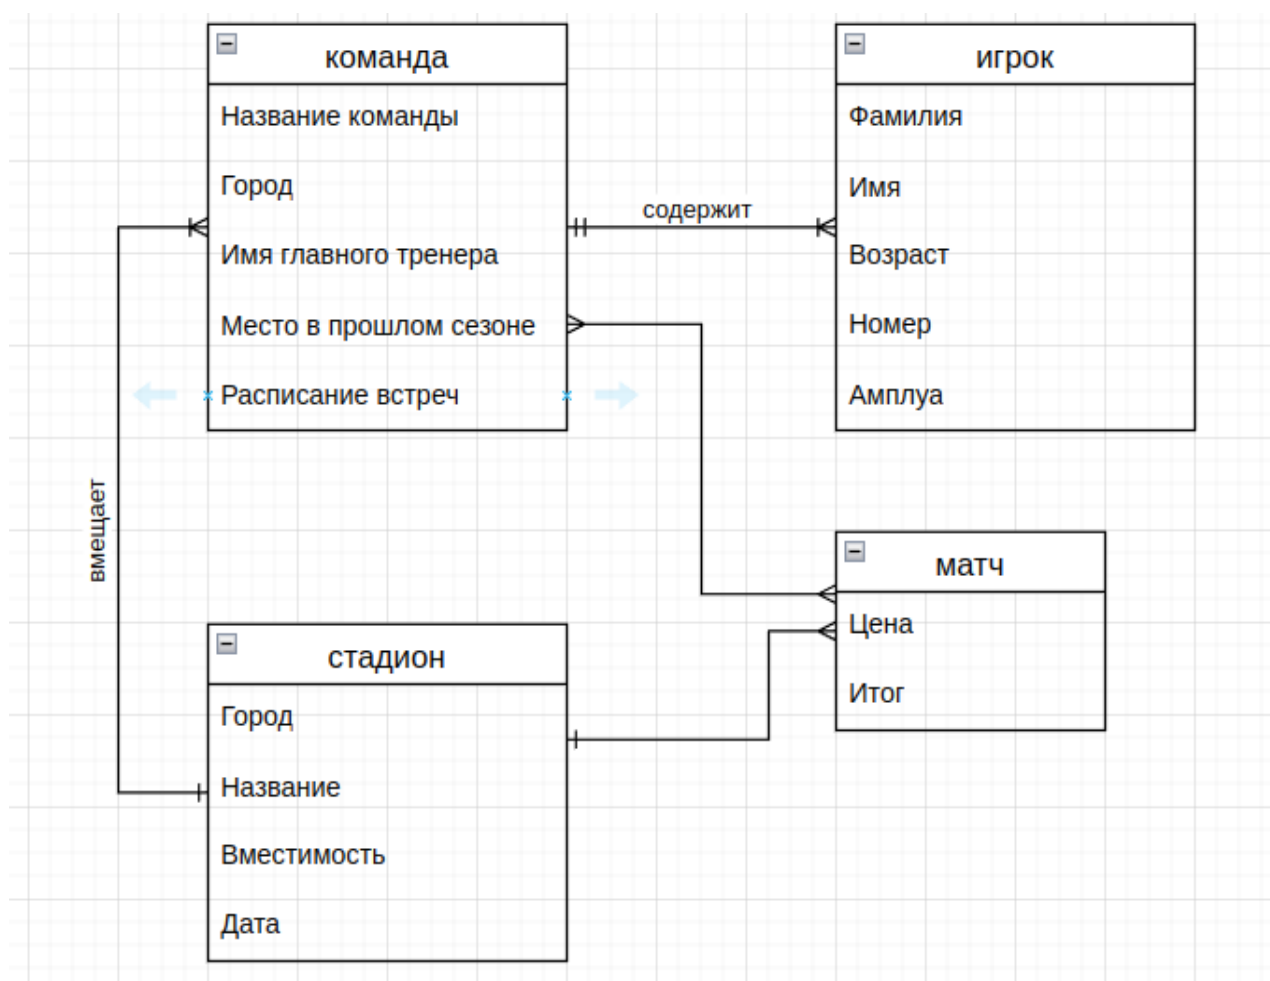 команда
Название команды
Город
Имя главного тренера
Место в прошлом сезоне
Расписание встреч
содержит
игрок
Фамилия
Имя
Возраст
Номер
Амплуа
вмещает
стадион
Город
Название
Вместимость
Дата
матч
Цена
Итог